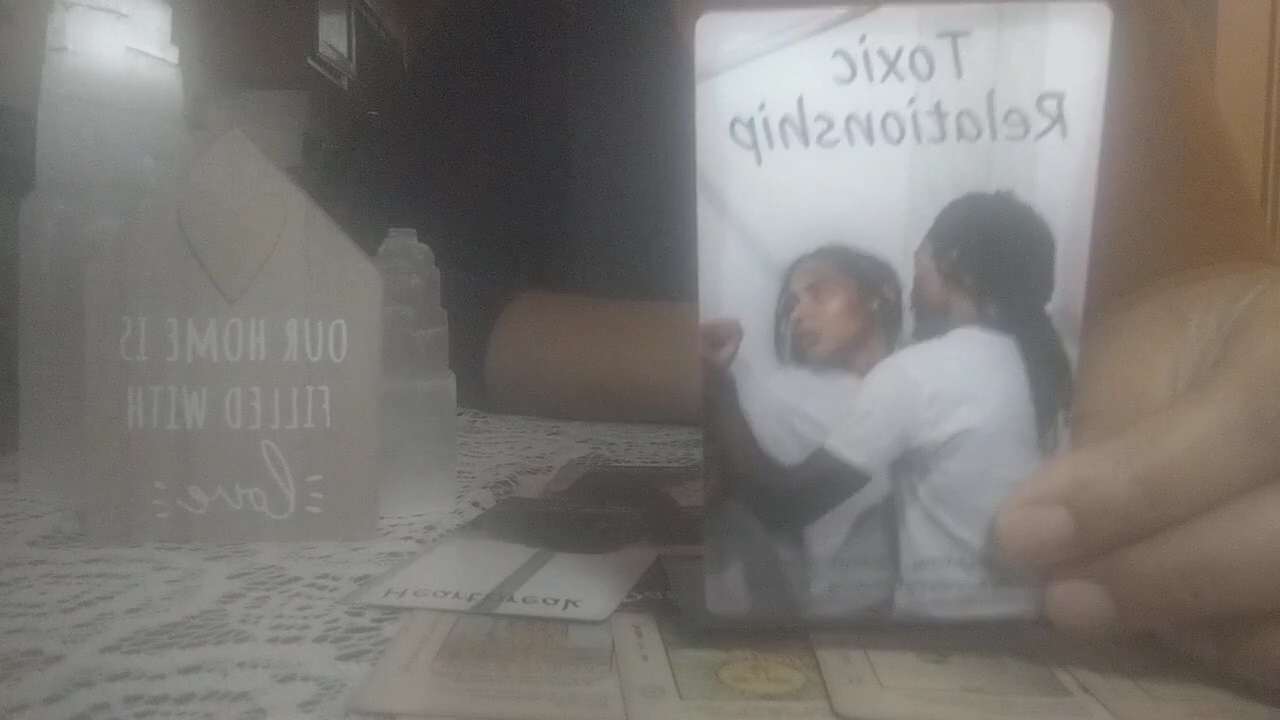 Toxic
Relationship
OUR HOME IS
FILLED WITH
love
Heartbreak